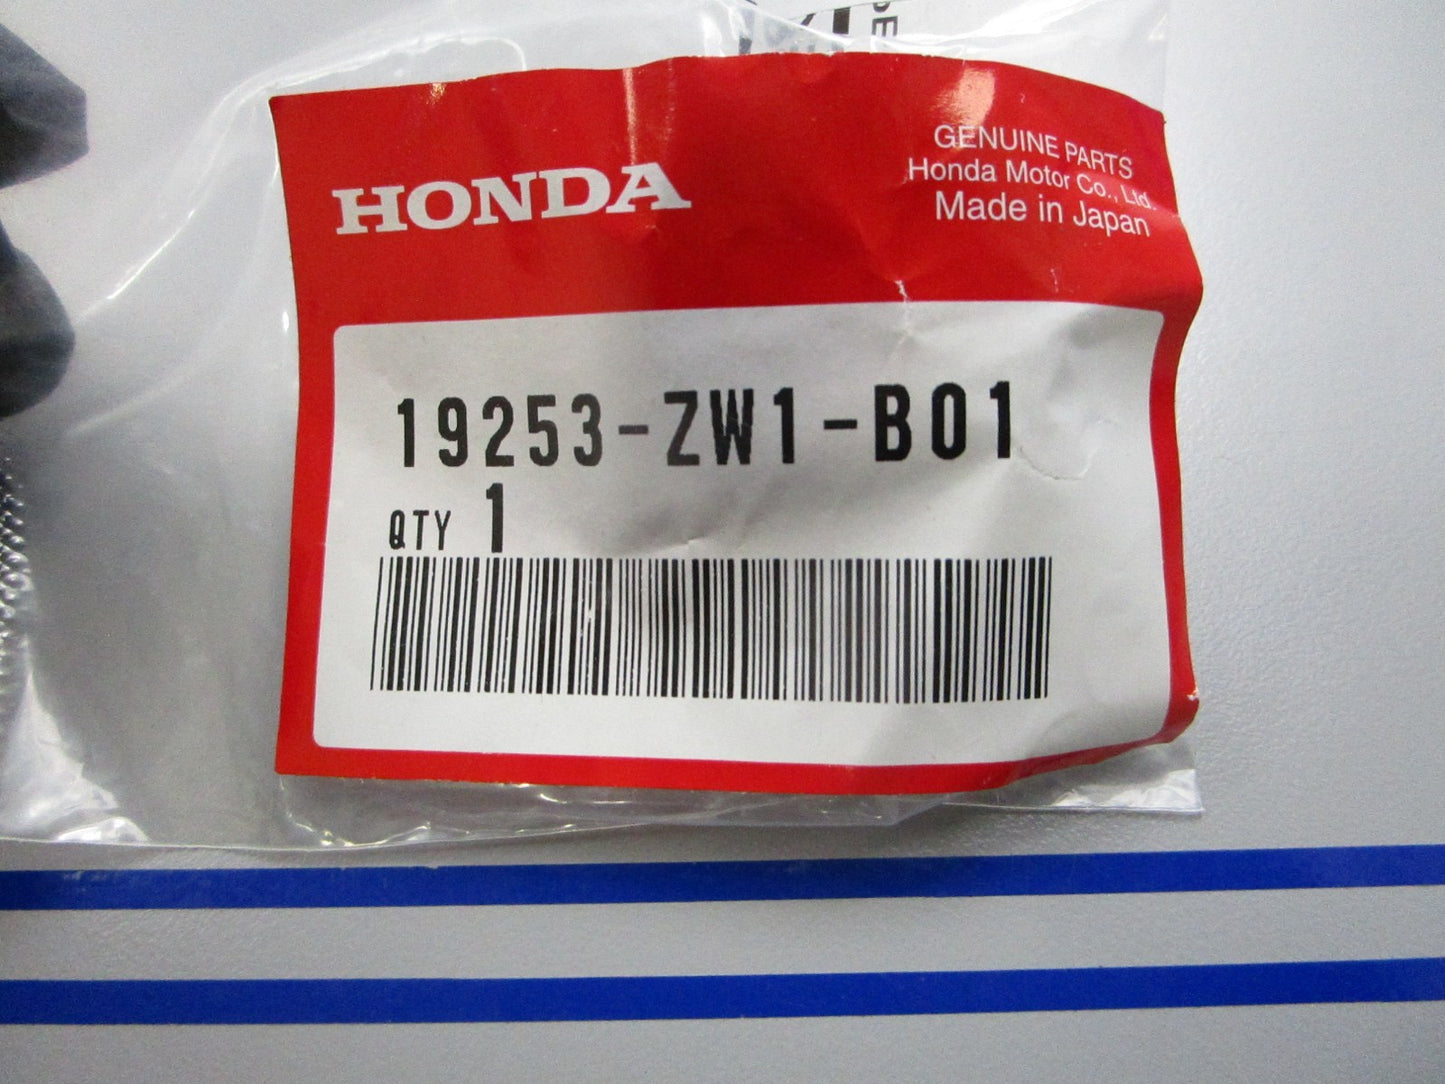 HONDA
GENUINE PARTS
Honda Motor Co., Ltd.
Made in Japan
19253-ZW1-B01
QTY 1